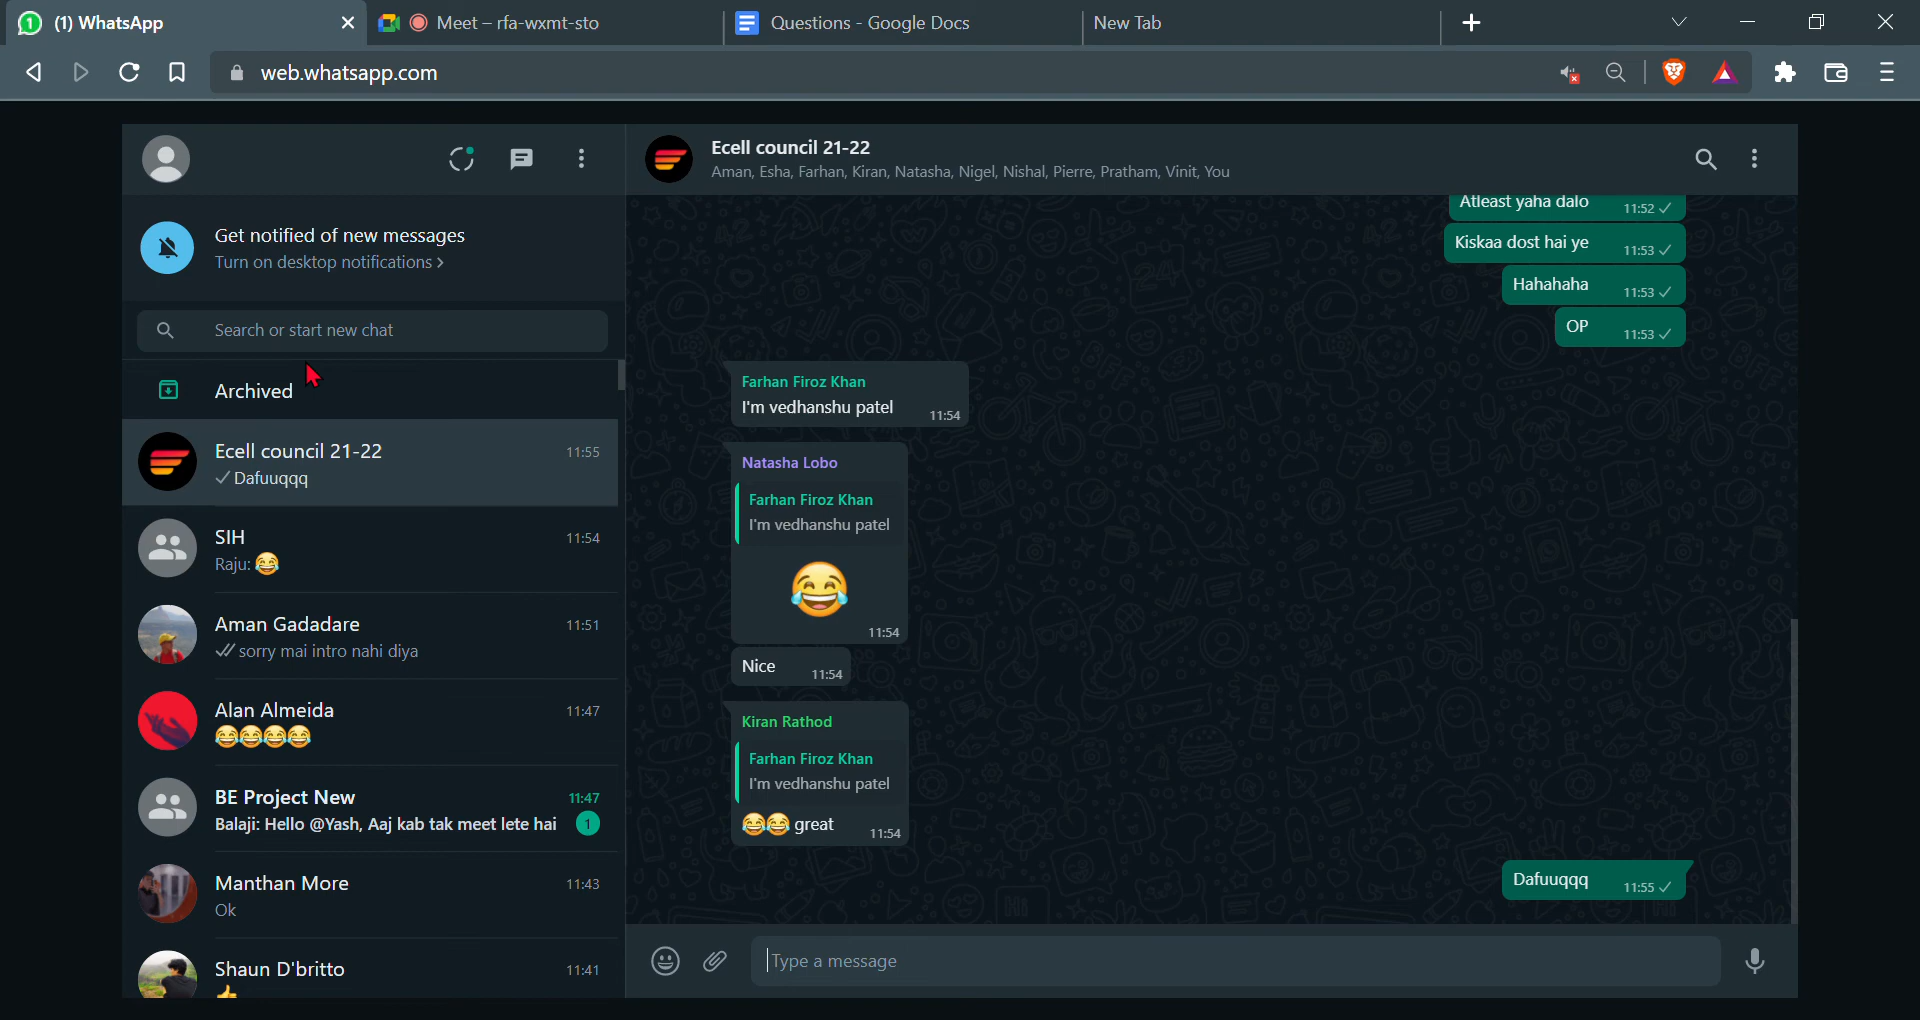 (1) WhatsApp
Meet – rfa-wxmt-sto
Questions - Google Docs
New Tab
web.whatsapp.com
Get notified of new messages
Turn on desktop notifications >
Search or start new chat
Archived
Ecell council 21-22 11:55
✓ Dafuuqqq
SIH 11:54
Raju: 😂
Aman Gadadare 11:51
✓✓ sorry mai intro nahi diya
Alan Almeida 11:47
😂😂😂😂
BE Project New 11:47
Balaji: Hello @Yash, Aaj kab tak meet lete hai 1
Manthan More 11:43
Ok
Shaun D'britto 11:41
👍
Ecell council 21-22
Aman, Esha, Farhan, Kiran, Natasha, Nigel, Nishal, Pierre, Pratham, Vinit, You
Atleast yaha dalo 11:52 ✓
Kiskaa dost hai ye 11:53 ✓
Hahahaha 11:53 ✓
OP 11:53 ✓
Farhan Firoz Khan
I'm vedhanshu patel 11:54
Natasha Lobo
Farhan Firoz Khan
I'm vedhanshu patel
😂
11:54
Nice 11:54
Kiran Rathod
Farhan Firoz Khan
I'm vedhanshu patel
😂😂 great 11:54
Dafuuqqq 11:55 ✓
Type a message